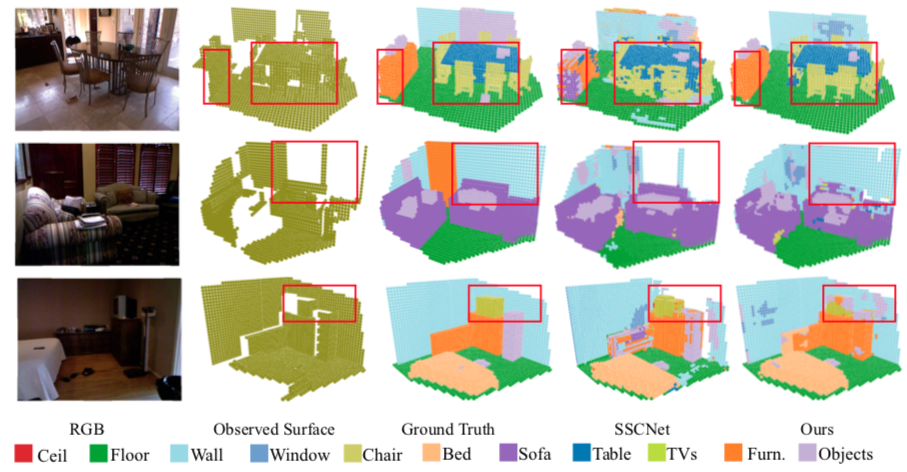 RGB Observed Surface Ground Truth SSCNet Ours
Ceil Floor Wall Window Chair Bed Sofa Table TVs Furn. Objects